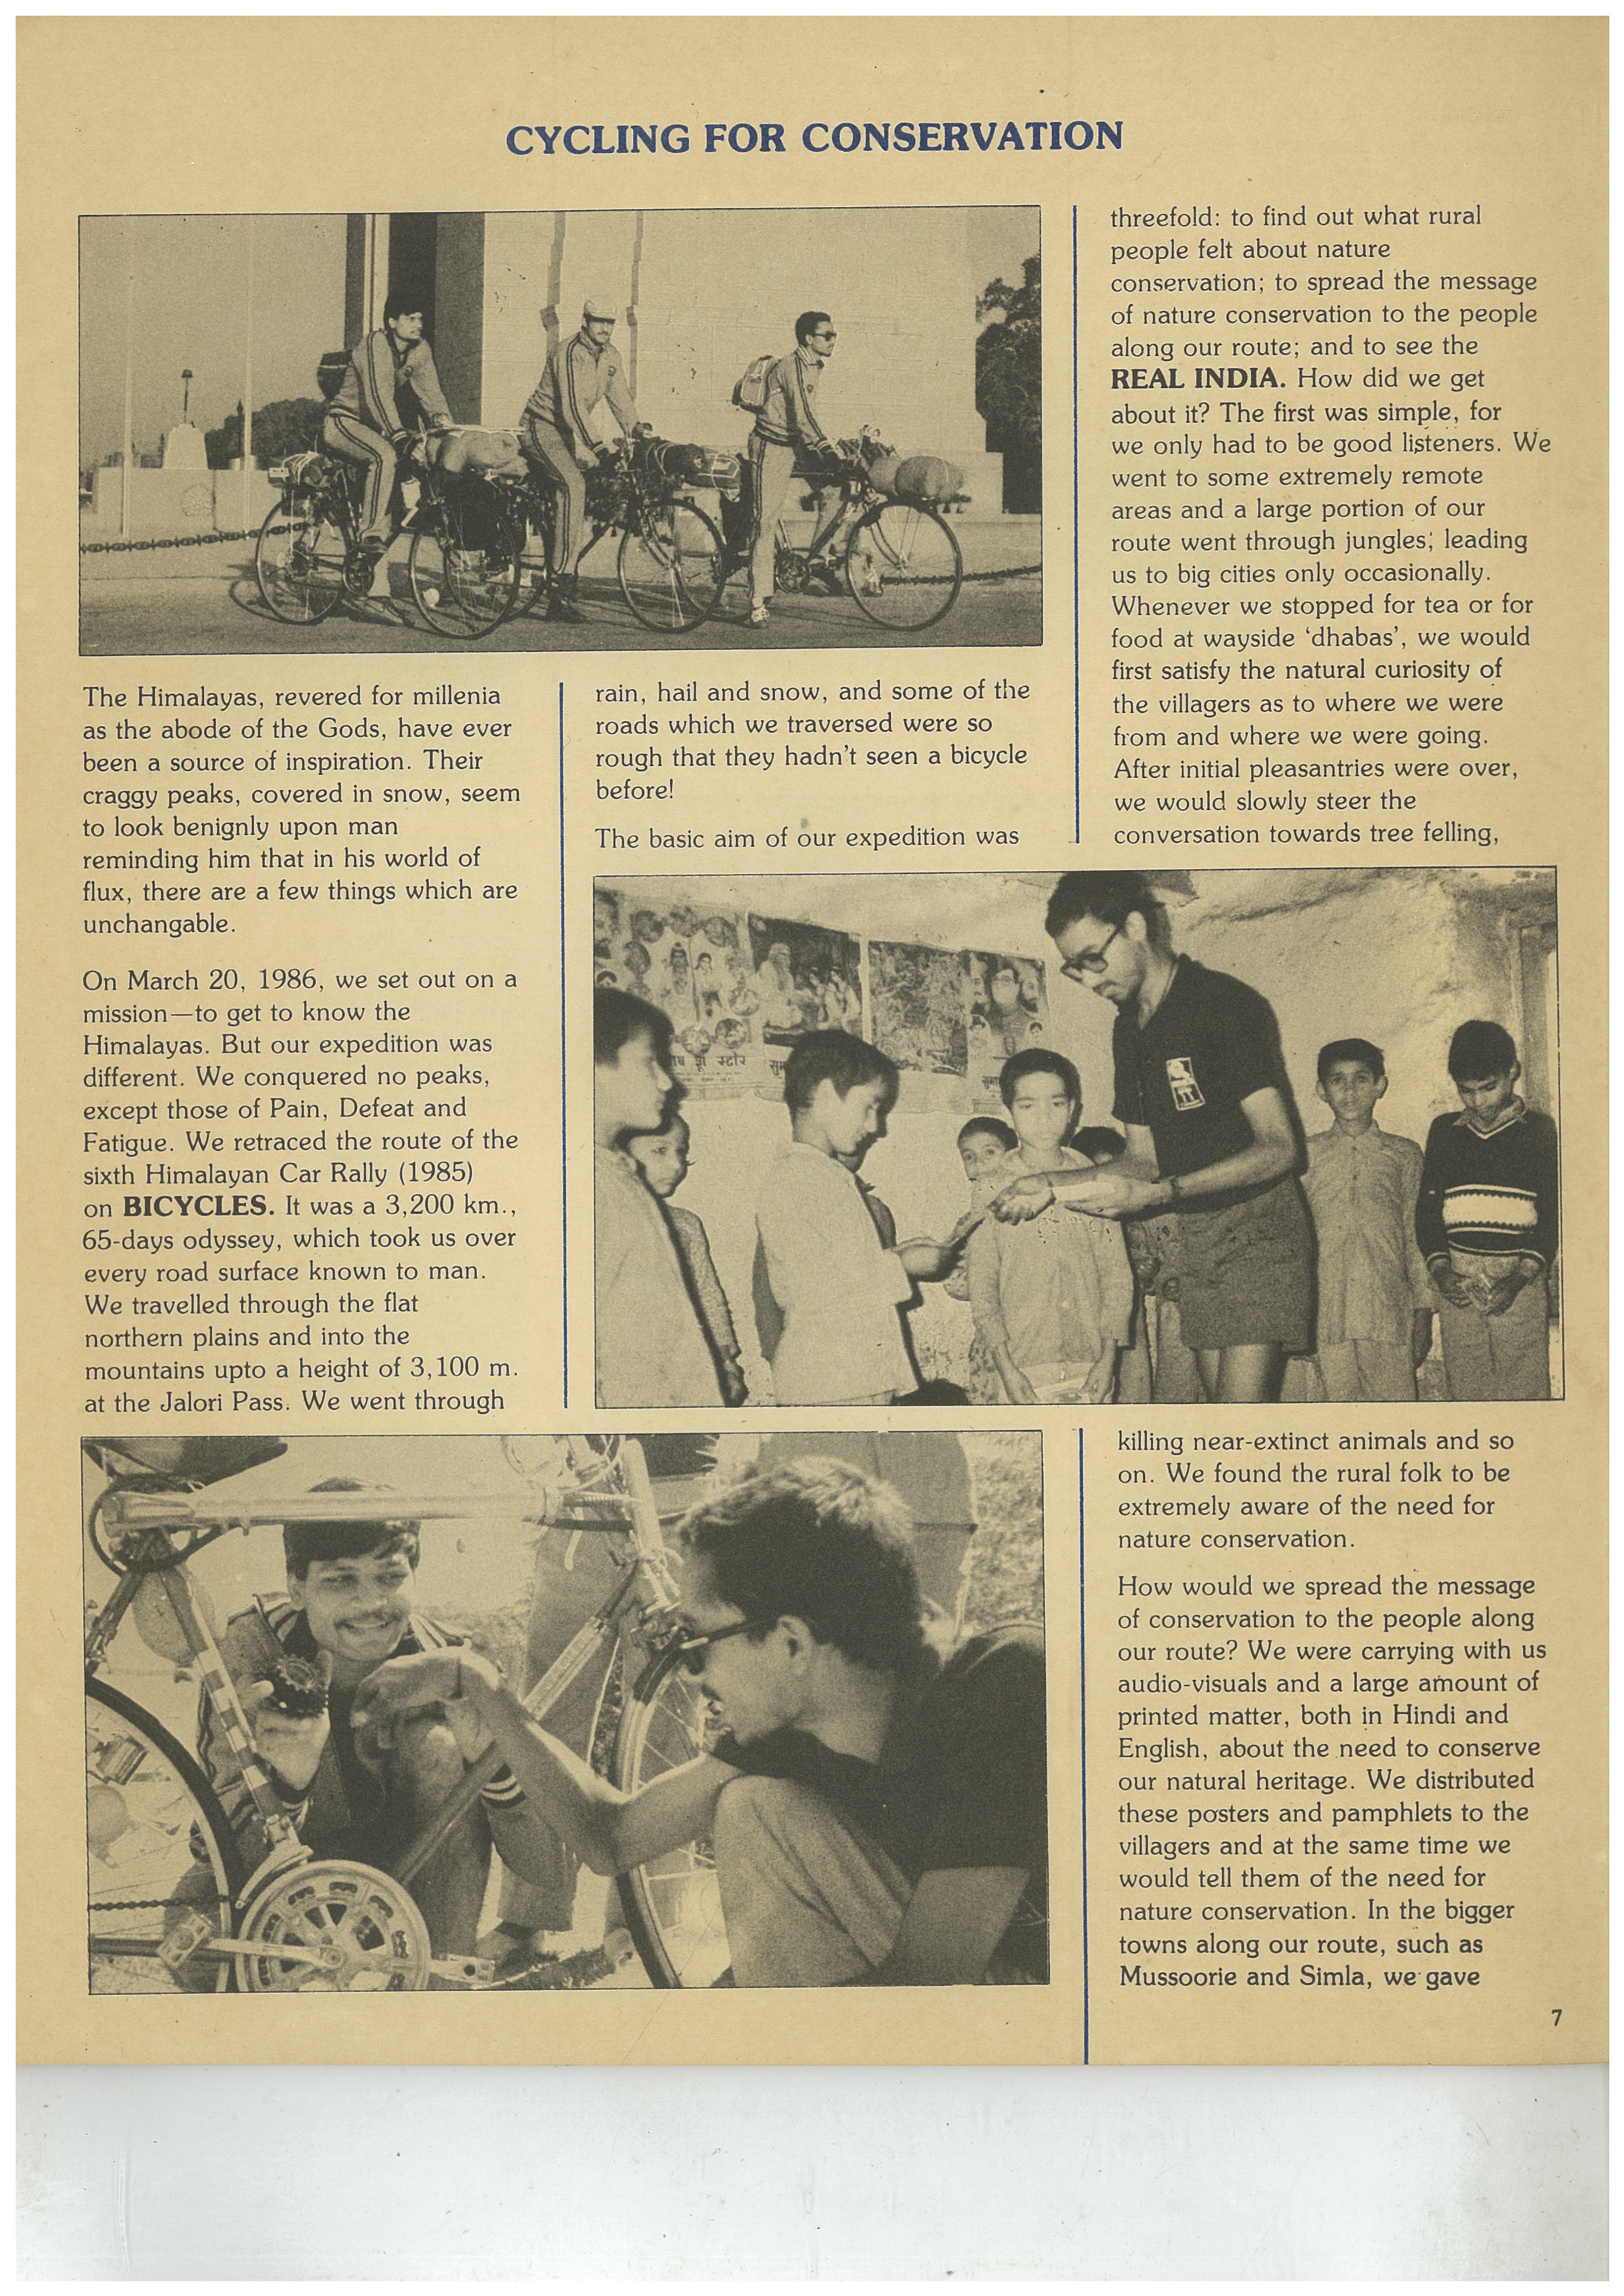 CYCLING FOR CONSERVATION
The Himalayas, revered for millenia
as the abode of the Gods, have ever
been a source of inspiration. Their
craggy peaks, covered in snow, seem
to look benignly upon man
reminding him that in his world of
flux, there are a few things which are
unchangable.
On March 20, 1986, we set out on a
mission—to get to know the
Himalayas. But our expedition was
different. We conquered no peaks,
except those of Pain, Defeat and
Fatigue. We retraced the route of the
sixth Himalayan Car Rally (1985)
on BICYCLES. It was a 3,200 km.,
65-days odyssey, which took us over
every road surface known to man.
We travelled through the flat
northern plains and into the
mountains upto a height of 3,100 m.
at the Jalori Pass. We went through
rain, hail and snow, and some of the
roads which we traversed were so
rough that they hadn't seen a bicycle
before!
The basic aim of our expedition was
threefold: to find out what rural
people felt about nature
conservation; to spread the message
of nature conservation to the people
along our route; and to see the
REAL INDIA. How did we get
about it? The first was simple, for
we only had to be good listeners. We
went to some extremely remote
areas and a large portion of our
route went through jungles; leading
us to big cities only occasionally.
Whenever we stopped for tea or for
food at wayside 'dhabas', we would
first satisfy the natural curiosity of
the villagers as to where we were
from and where we were going.
After initial pleasantries were over,
we would slowly steer the
conversation towards tree felling,
स्टोर
killing near-extinct animals and so
on. We found the rural folk to be
extremely aware of the need for
nature conservation.
How would we spread the message
of conservation to the people along
our route? We were carrying with us
audio-visuals and a large amount of
printed matter, both in Hindi and
English, about the need to conserve
our natural heritage. We distributed
these posters and pamphlets to the
villagers and at the same time we
would tell them of the need for
nature conservation. In the bigger
towns along our route, such as
Mussoorie and Simla, we gave
7